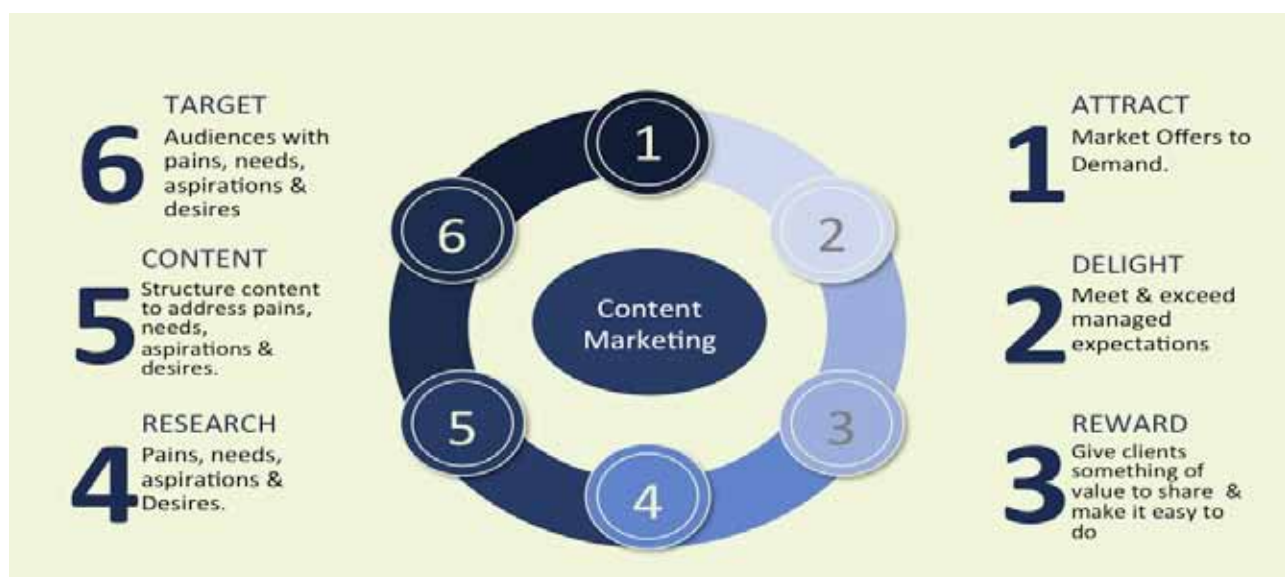 6
TARGET
Audiences with
pains, needs,
aspirations &
desires
5
CONTENT
Structure content
to address pains,
needs,
aspirations &
desires.
4
RESEARCH
Pains, needs,
aspirations &
Desires.
1
2
3
4
5
6
Content
Marketing
1
ATTRACT
Market Offers to
Demand.
2
DELIGHT
Meet & exceed
managed
expectations
3
REWARD
Give clients
something of
value to share &
make it easy to
do